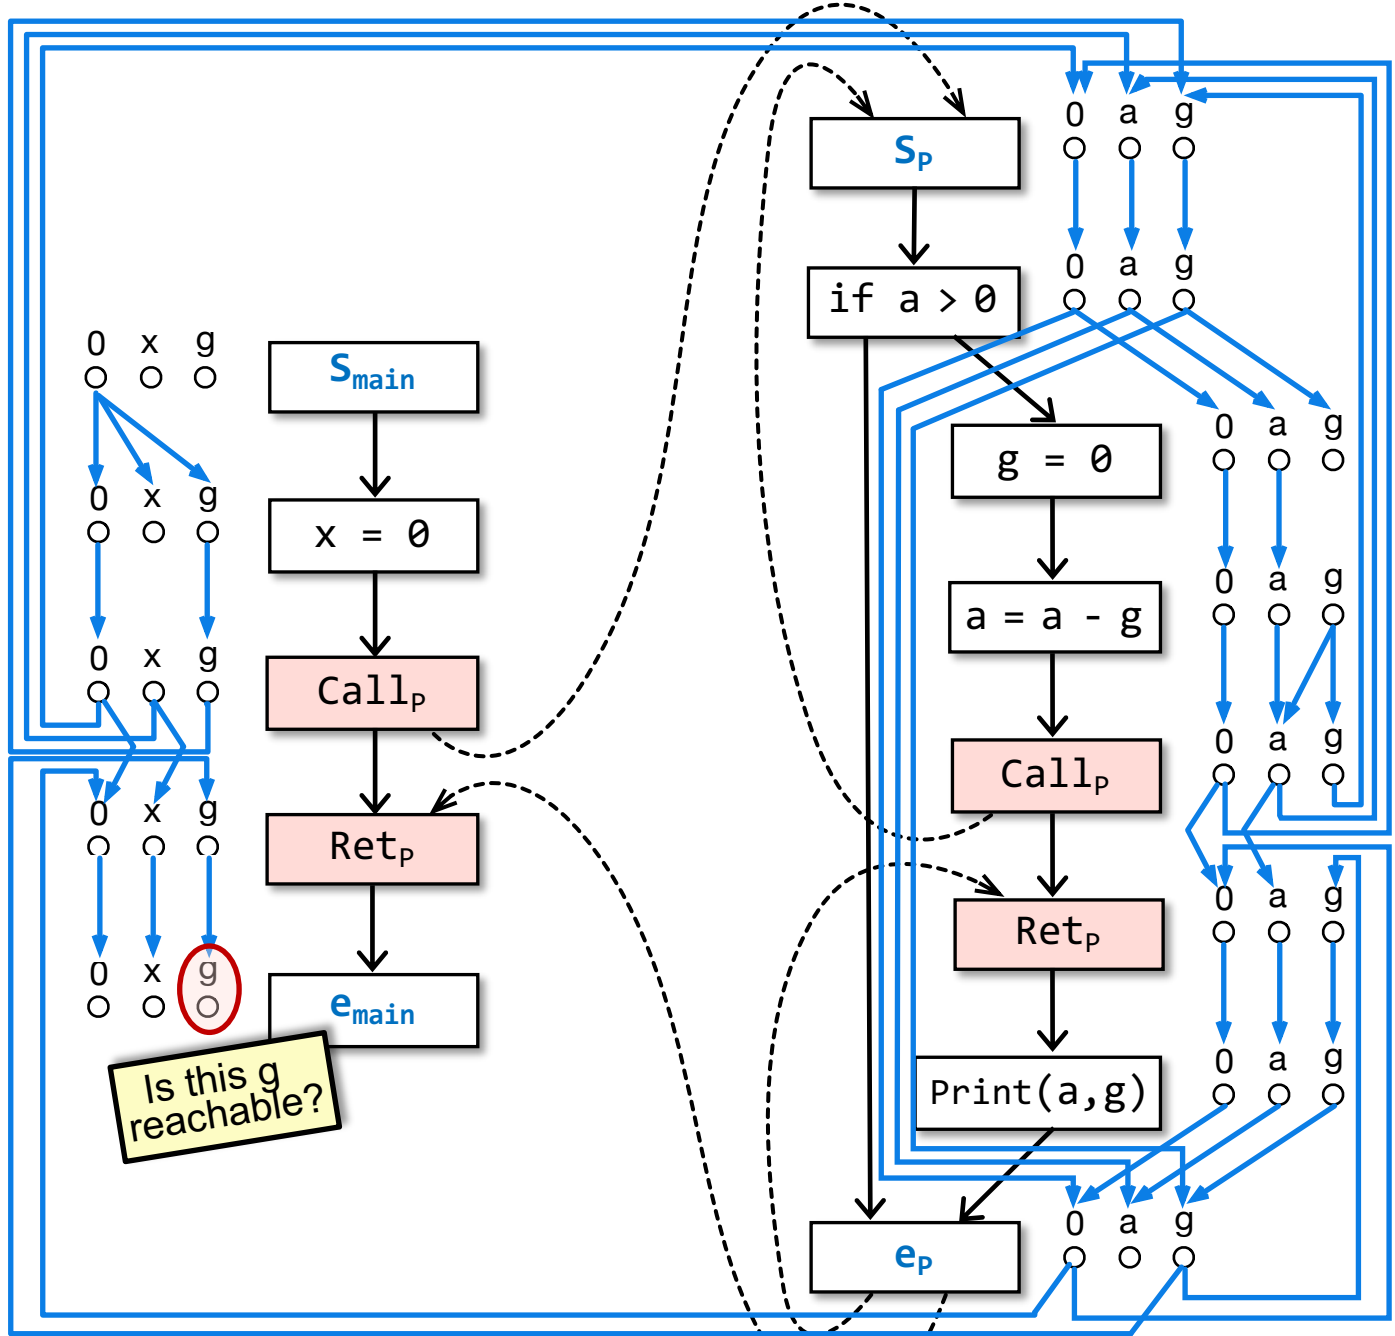 0 a g
S_P
0 a g
if a > 0
0 x g
S_main
0 a g
g = 0
0 x g
x = 0
0 a g
a = a - g
0 x g
Call_P
0 a g
Call_P
0 x g
Ret_P
0 a g
Ret_P
0 x g
e_main
Is this g
reachable?
0 a g
Print(a,g)
0 a g
e_P